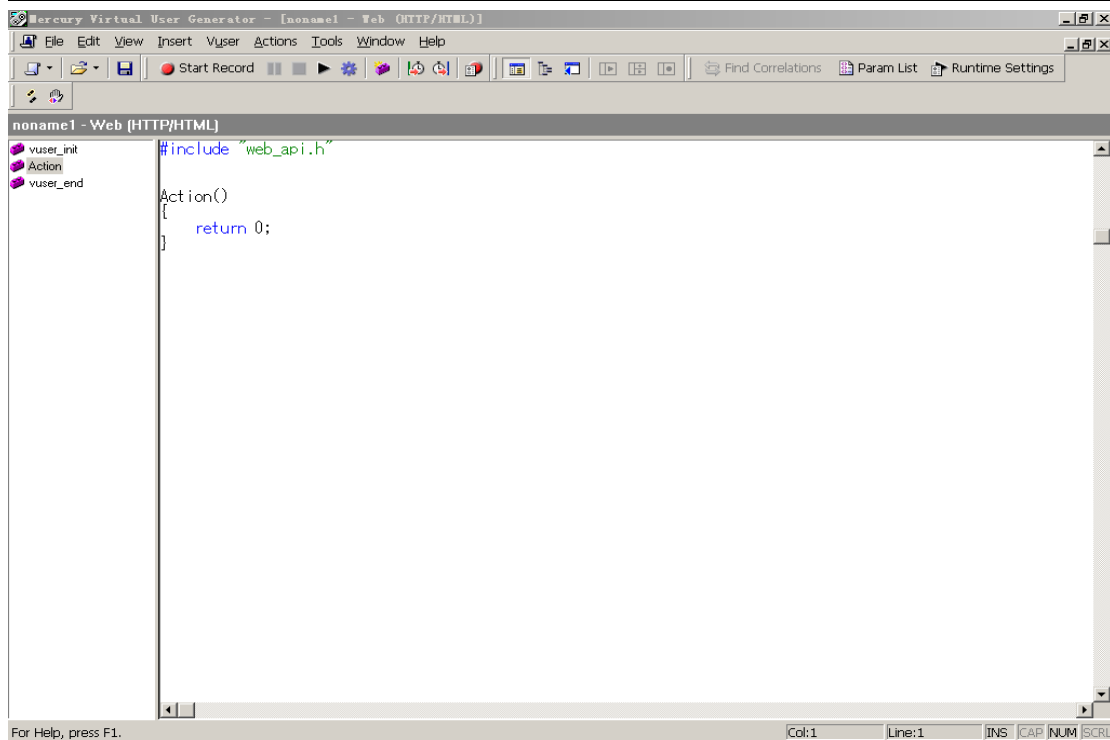 Mercury Virtual User Generator - [noname1 - Web (HTTP/HTML)]
File Edit View Insert Vuser Actions Tools Window Help
Start Record Find Correlations Param List Runtime Settings
noname1 - Web (HTTP/HTML)
vuser_init
Action
vuser_end
#include "web_api.h"
Action()
{
return 0;
}
For Help, press F1. Col:1 Line:1 INS CAP NUM SCRL